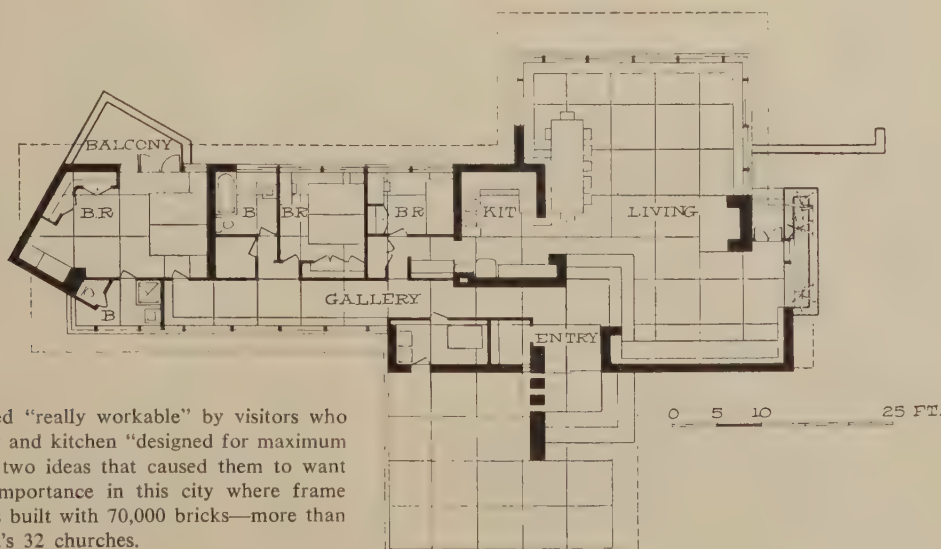 BALCONY
BR
B
BR
BR
KIT
LIVING
B
GALLERY
ENTRY
0 5 10 25 FT.
ed “really workable” by visitors who
and kitchen “designed for maximum
two ideas that caused them to want
mportance in this city where frame
s built with 70,000 bricks—more than
’s 32 churches.